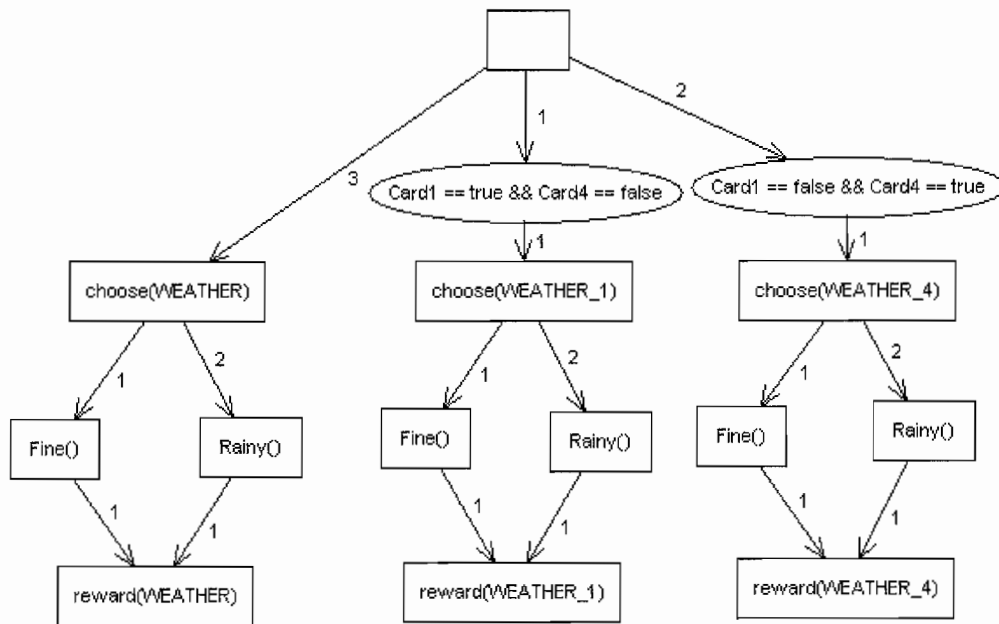 1
2
3
Card1 == true && Card4 == false
Card1 == false && Card4 == true
1
1
choose(WEATHER)
choose(WEATHER_1)
choose(WEATHER_4)
1
2
1
2
1
2
Fine()
Rainy()
Fine()
Rainy()
Fine()
Rainy()
1
1
1
1
1
1
reward(WEATHER)
reward(WEATHER_1)
reward(WEATHER_4)